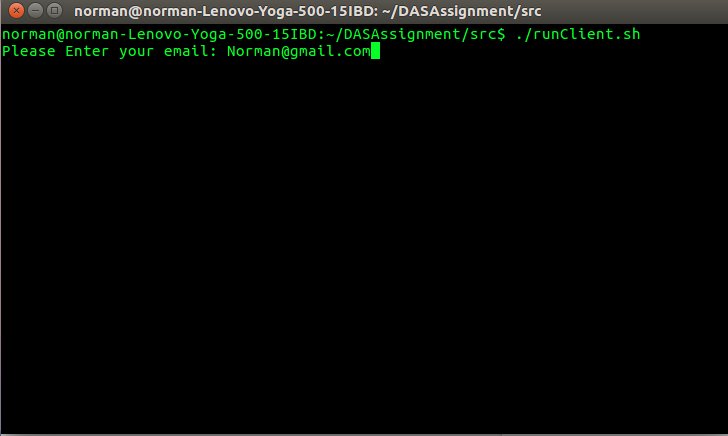 norman@norman-Lenovo-Yoga-500-15IBD: ~/DASAssignment/src
norman@norman-Lenovo-Yoga-500-15IBD:~/DASAssignment/src$ ./runClient.sh
Please Enter your email: Norman@gmail.com